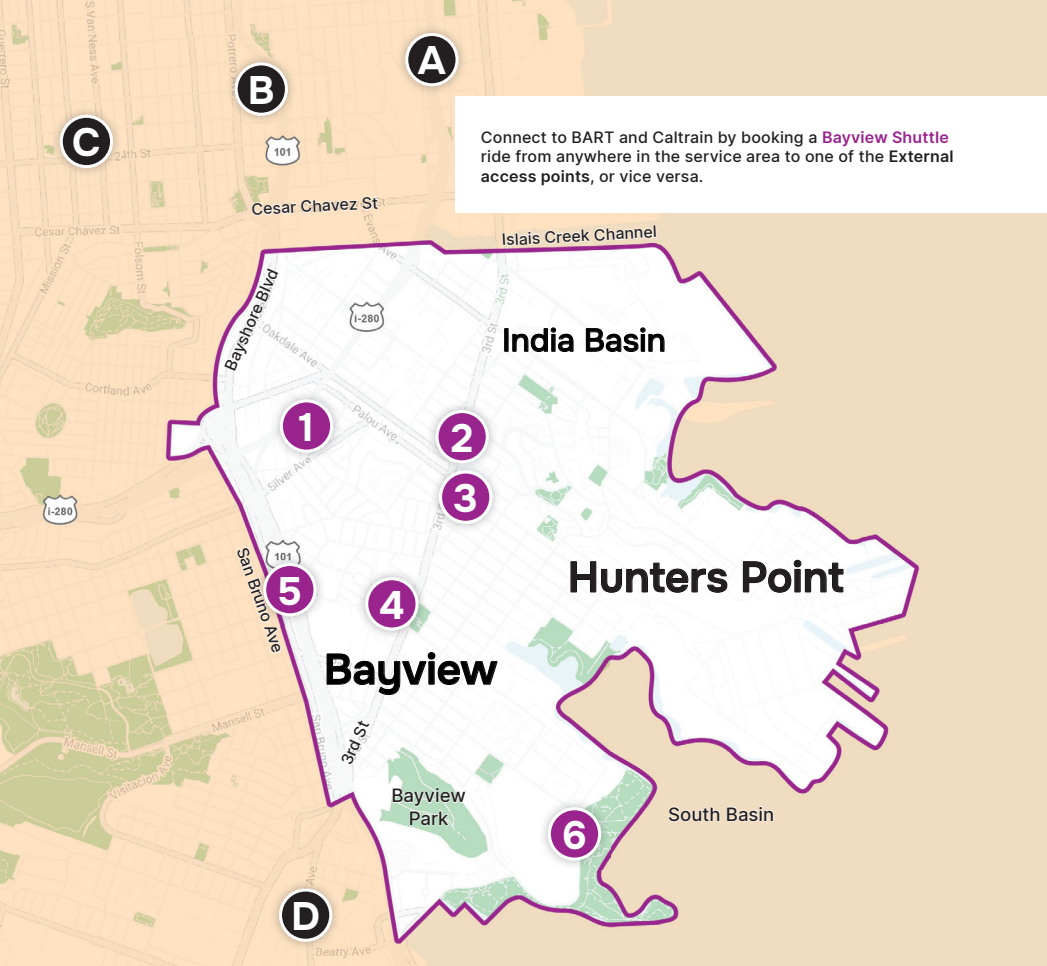 S Van Ness Ave
Guerrero St
Potrero Ave
A
B
C
101
24th St
Connect to BART and Caltrain by booking a Bayview Shuttle
ride from anywhere in the service area to one of the External
access points, or vice versa.
Cesar Chavez St
Cesar Chavez St
Evans Ave
Islais Creek Channel
Mission St
Folsom St
Bayshore Blvd
i-280
3rd St
3rd St
India Basin
Oakdale Ave
Cortland Ave
Palou Ave
1
2
Silver Ave
3
i-280
3rd
101
San Bruno Ave
5
4
Hunters Point
Bayview
Mansell St
Mansell St
San Bruno Ave
3rd St
Visitacion Ave
Bayview
Park
South Basin
6
D
Beatty Ave